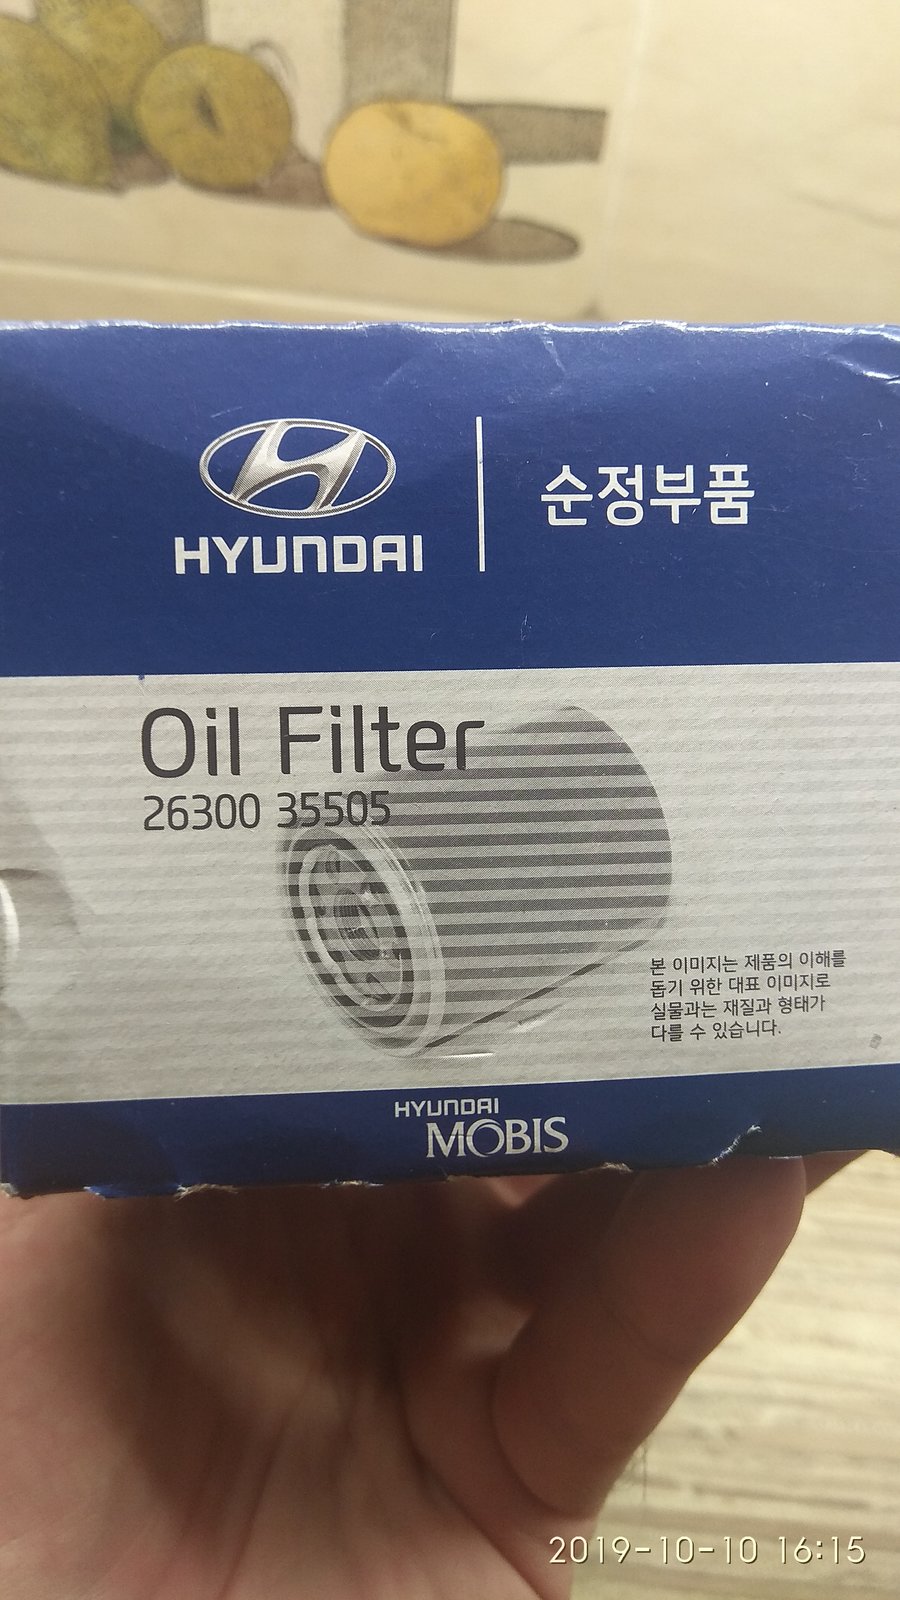 HYUNDAI
순정부품
Oil Filter
26300 35505
본 이미지는 제품의 이해를
돕기 위한 대표 이미지로
실물과는 재질과 형태가
다를 수 있습니다.
HYUNDAI
MOBIS
2019-10-10 16:15